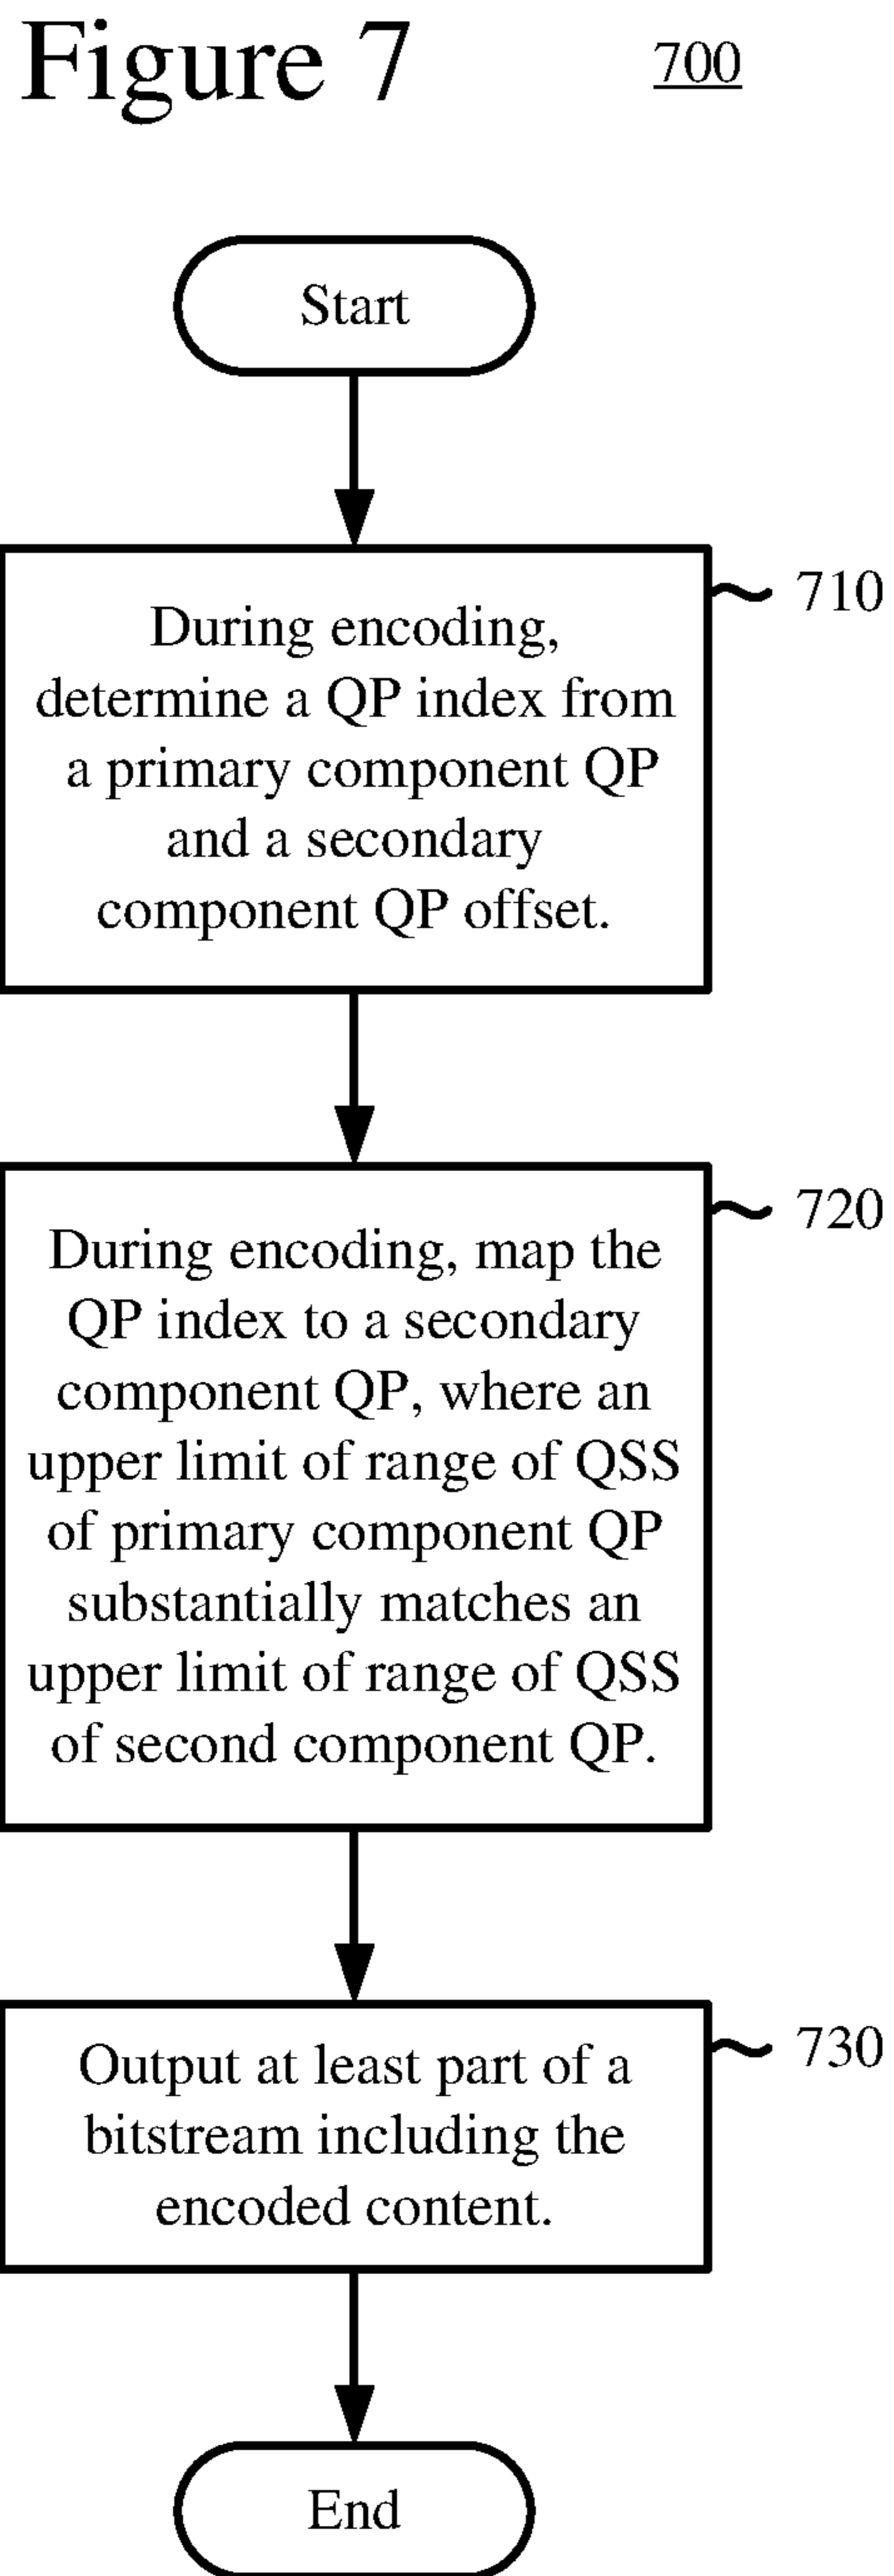 Figure 7
700
Start
During encoding,
determine a QP index from
a primary component QP
and a secondary
component QP offset.
710
During encoding, map the
QP index to a secondary
component QP, where an
upper limit of range of QSS
of primary component QP
substantially matches an
upper limit of range of QSS
of second component QP.
720
Output at least part of a
bitstream including the
encoded content.
730
End